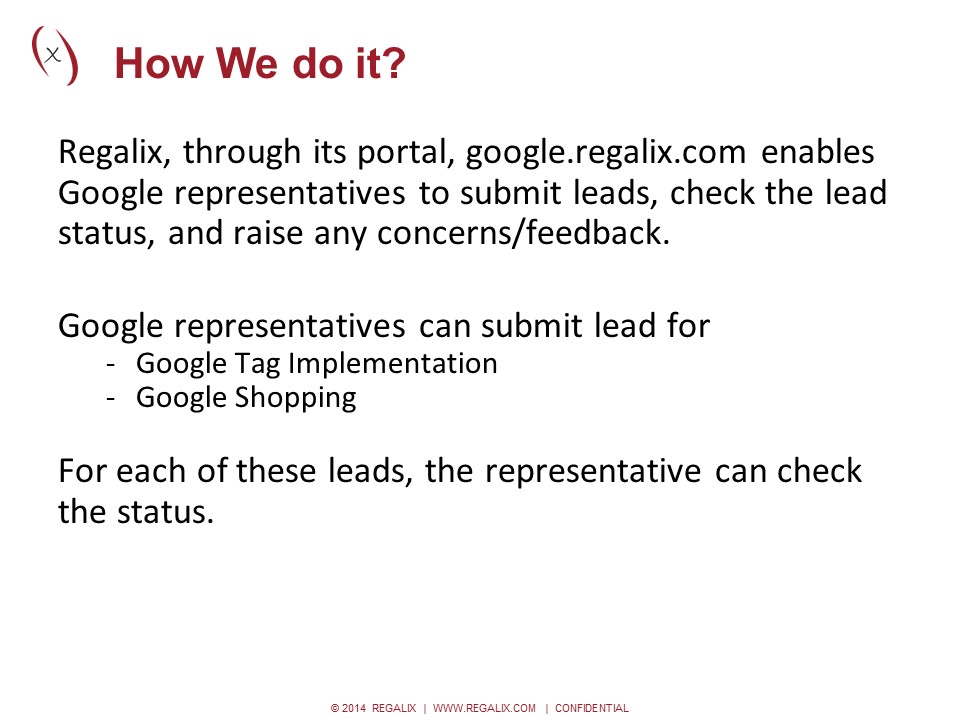 X
How We do it?
Regalix, through its portal, google.regalix.com enables
Google representatives to submit leads, check the lead
status, and raise any concerns/feedback.
Google representatives can submit lead for
- Google Tag Implementation
- Google Shopping
For each of these leads, the representative can check
the status.
© 2014 REGALIX | WWW.REGALIX.COM | CONFIDENTIAL